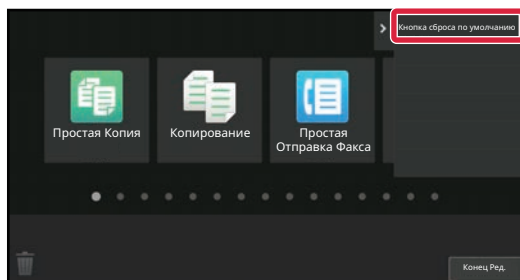 Кнопка сброса по умолчанию
Простая Копия
Копирование
Простая
Отправка Факса
Конец Ред.